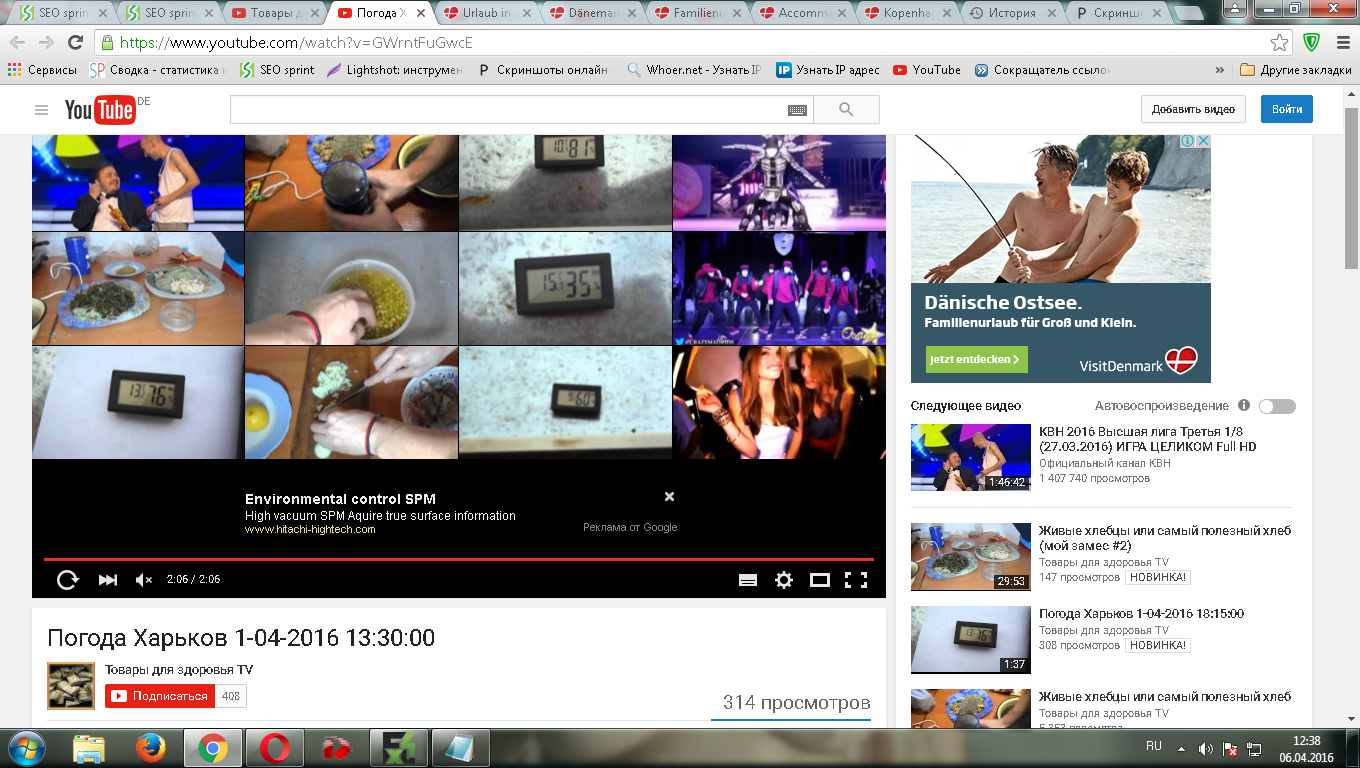 SEO sprin
SEO sprin
Товары д
Погода Х
Urlaub in
Dänemar
Familien
Accommo
Kopenha
История
Скриншо
https://www.youtube.com/watch?v=GWrntFuGwcE
Сервисы
Сводка - статистика
SEO sprint
Lightshot: инструмен
Скриншоты онлайн
Whoer.net - Узнать IP
Узнать IP адрес
YouTube
Сокращатель ссыло
Другие закладки
YouTube DE
Добавить видео
Войти
Dänische Ostsee.
Familienurlaub für Groß und Klein.
Jetzt entdecken
VisitDenmark
@CRAZYMADKIDS
Crazy
Environmental control SPM
High vacuum SPM Aquire true surface information
www.hitachi-hightech.com
Реклама от Google
2:06 / 2:06
Погода Харьков 1-04-2016 13:30:00
Товары для здоровья TV
Подписаться 408
314 просмотров
Следующее видео
Автовоспроизведение
КВН 2016 Высшая лига Третья 1/8
(27.03.2016) ИГРА ЦЕЛИКОМ Full HD
Официальный канал КВН
1 407 740 просмотров
1:46:42
Живые хлебцы или самый полезный хлеб
(мой замес #2)
Товары для здоровья TV
147 просмотров НОВИНКА!
29:53
Погода Харьков 1-04-2016 18:15:00
Товары для здоровья TV
308 просмотров НОВИНКА!
1:37
Живые хлебцы или самый полезный хлеб
Товары для здоровья TV
RU
12:38
06.04.2016